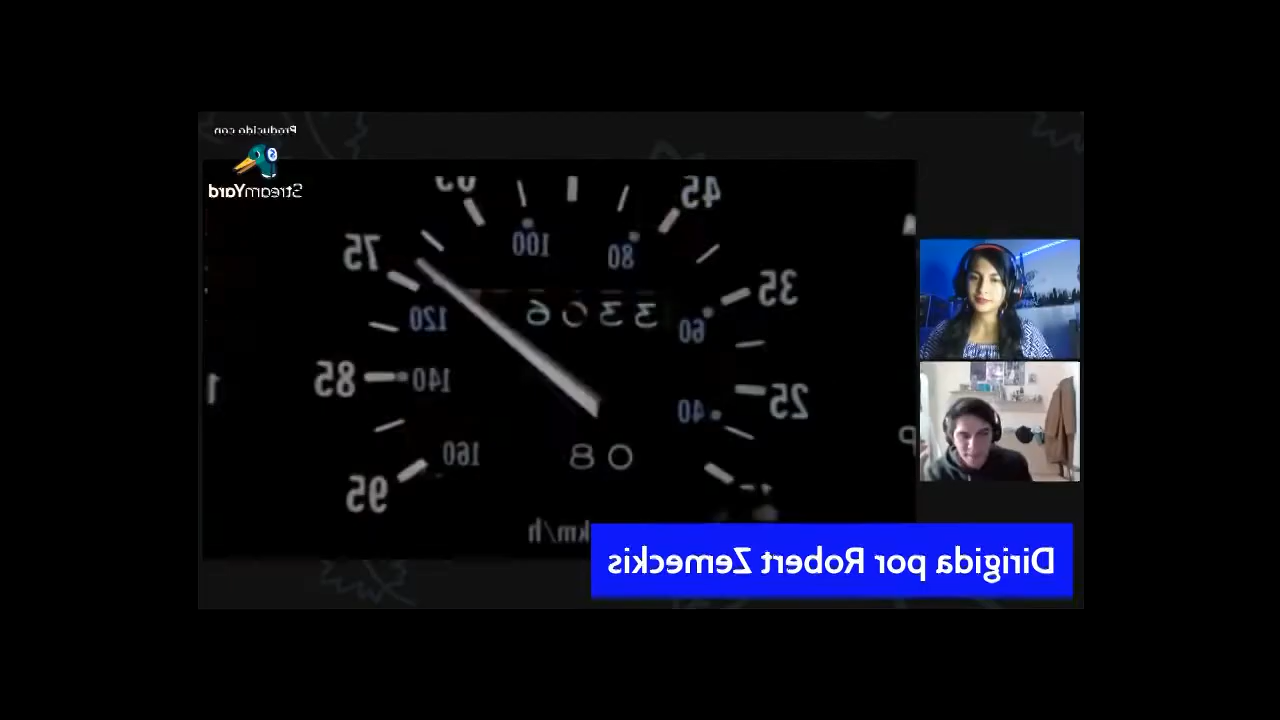 Producido con
StreamYard
45
80 100
35 75
60 3306 120
25 85
40 140
08 160
95
km/h
Dirigida por Robert Zemeckis